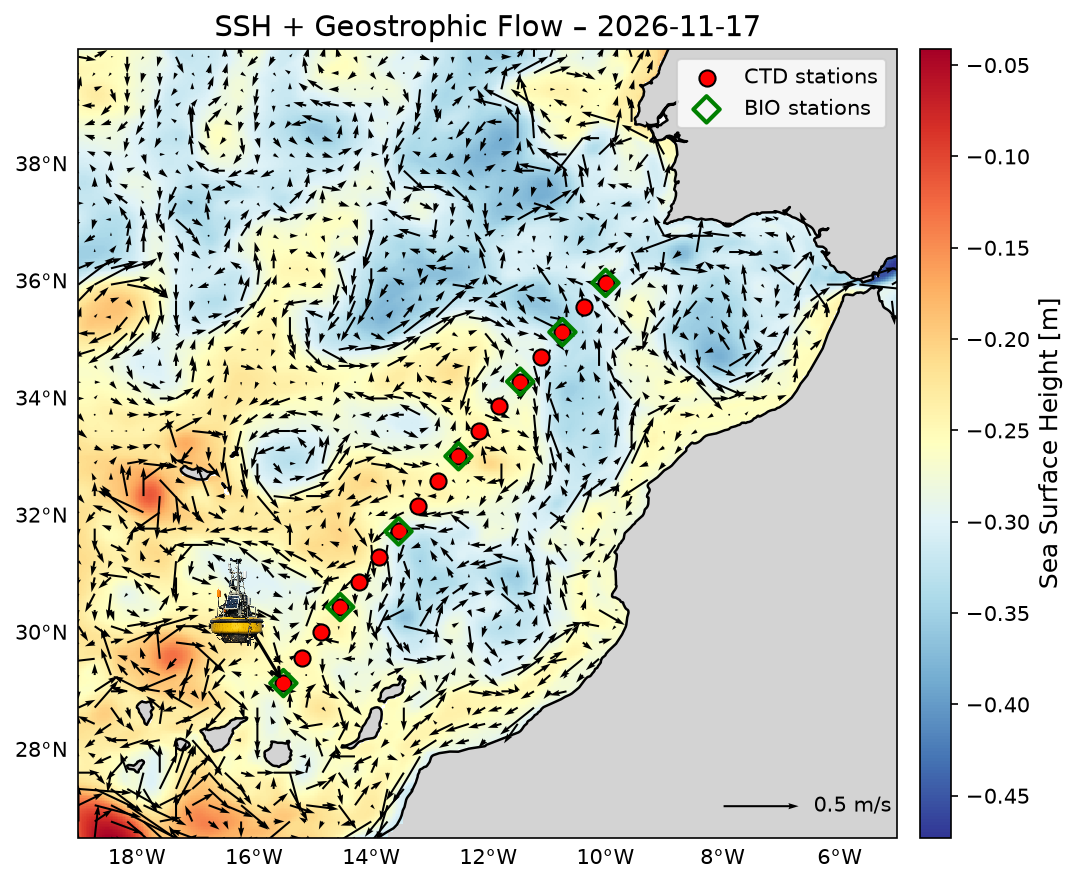 SSH + Geostrophic Flow – 2026-11-17
CTD stations
BIO stations
38°N
36°N
34°N
32°N
30°N
28°N
18°W
16°W
14°W
12°W
10°W
8°W
6°W
0.5 m/s
−0.05
−0.10
−0.15
−0.20
−0.25
−0.30
−0.35
−0.40
−0.45
Sea Surface Height [m]